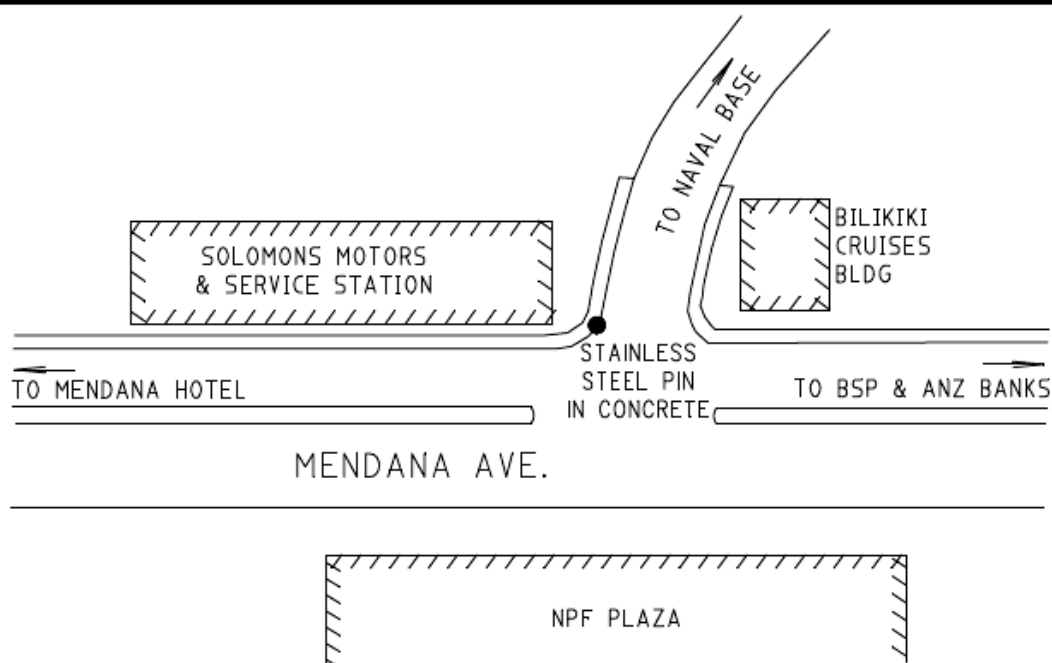 TO NAVAL BASE
SOLOMONS MOTORS
& SERVICE STATION
BILIKIKI
CRUISES
BLDG
STAINLESS
STEEL PIN
IN CONCRETE
TO MENDANA HOTEL
TO BSP & ANZ BANKS
MENDANA AVE.
NPF PLAZA